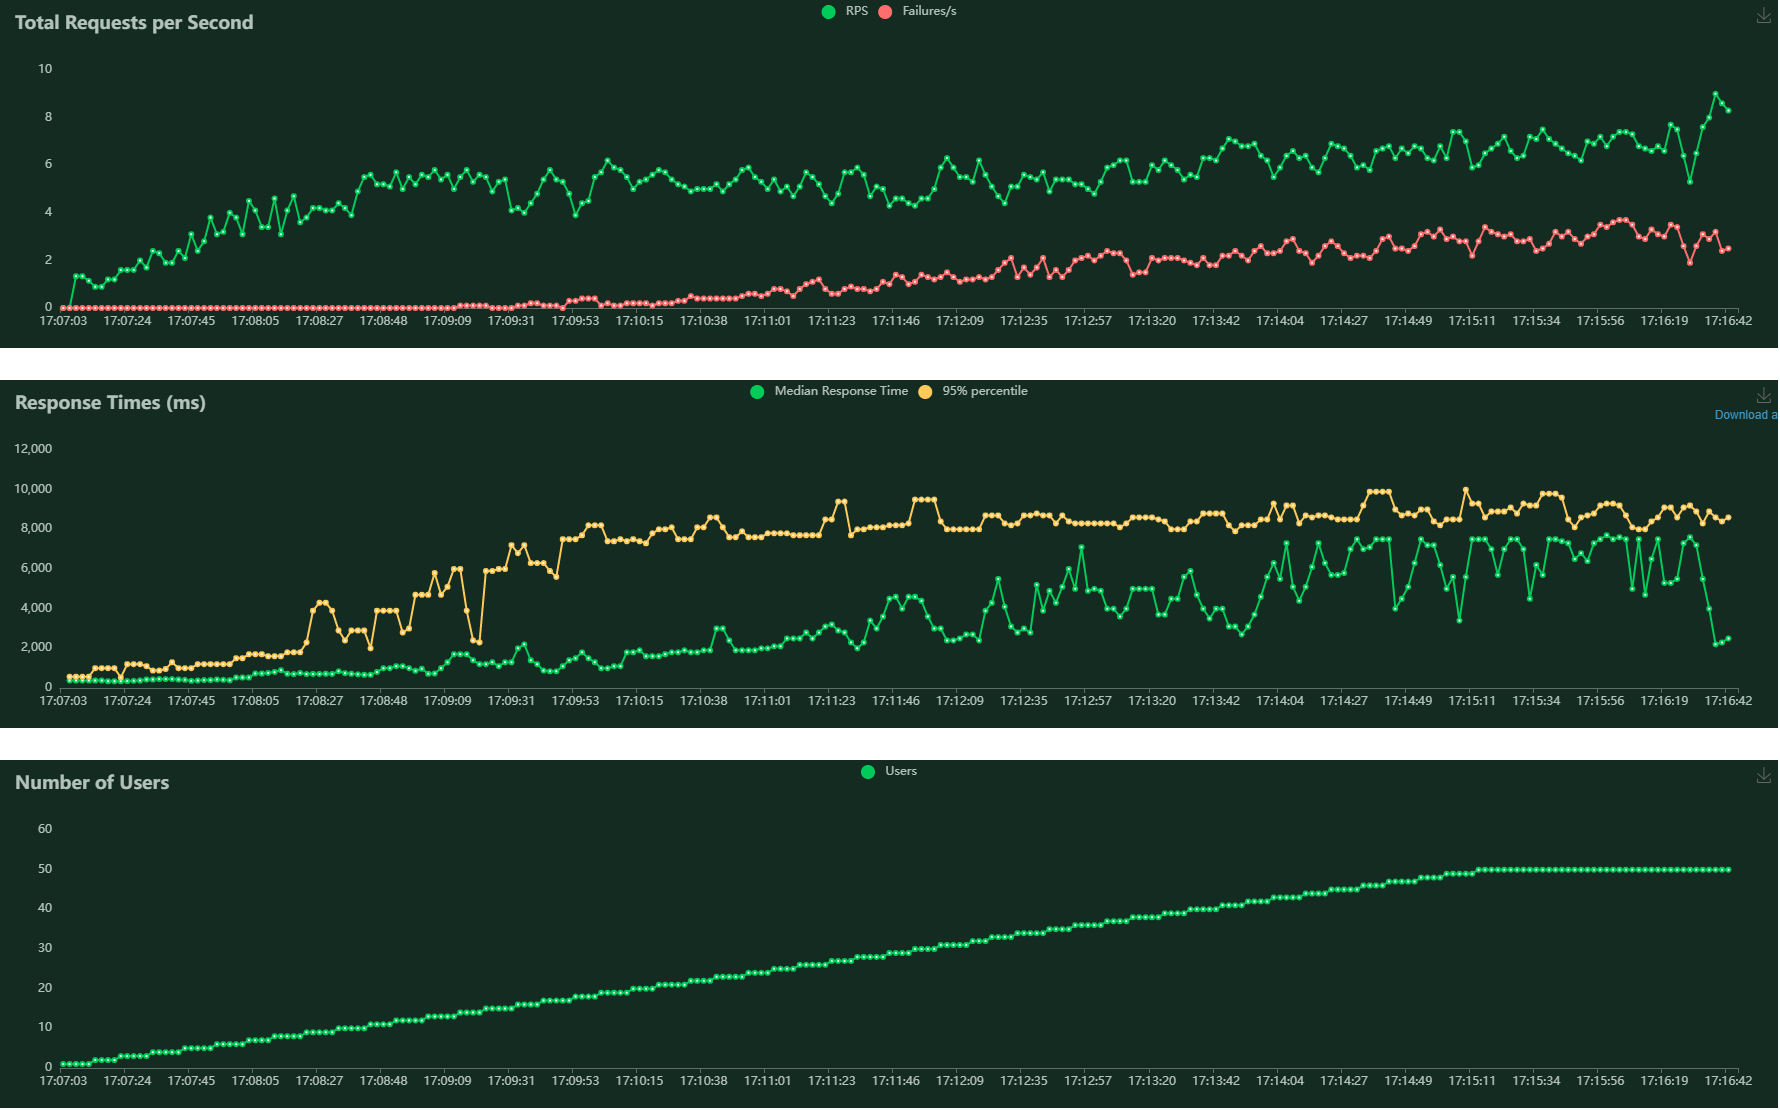 Total Requests per Second
RPS Failures/s
10
8
6
4
2
0
17:07:03 17:07:24 17:07:45 17:08:05 17:08:27 17:08:48 17:09:09 17:09:31 17:09:53 17:10:15 17:10:38 17:11:01 17:11:23 17:11:46 17:12:09 17:12:35 17:12:57 17:13:20 17:13:42 17:14:04 17:14:27 17:14:49 17:15:11 17:15:34 17:15:56 17:16:19 17:16:42
Response Times (ms)
Median Response Time 95% percentile
Download a
12,000
10,000
8,000
6,000
4,000
2,000
0
17:07:03 17:07:24 17:07:45 17:08:05 17:08:27 17:08:48 17:09:09 17:09:31 17:09:53 17:10:15 17:10:38 17:11:01 17:11:23 17:11:46 17:12:09 17:12:35 17:12:57 17:13:20 17:13:42 17:14:04 17:14:27 17:14:49 17:15:11 17:15:34 17:15:56 17:16:19 17:16:42
Number of Users
Users
60
50
40
30
20
10
0
17:07:03 17:07:24 17:07:45 17:08:05 17:08:27 17:08:48 17:09:09 17:09:31 17:09:53 17:10:15 17:10:38 17:11:01 17:11:23 17:11:46 17:12:09 17:12:35 17:12:57 17:13:20 17:13:42 17:14:04 17:14:27 17:14:49 17:15:11 17:15:34 17:15:56 17:16:19 17:16:42